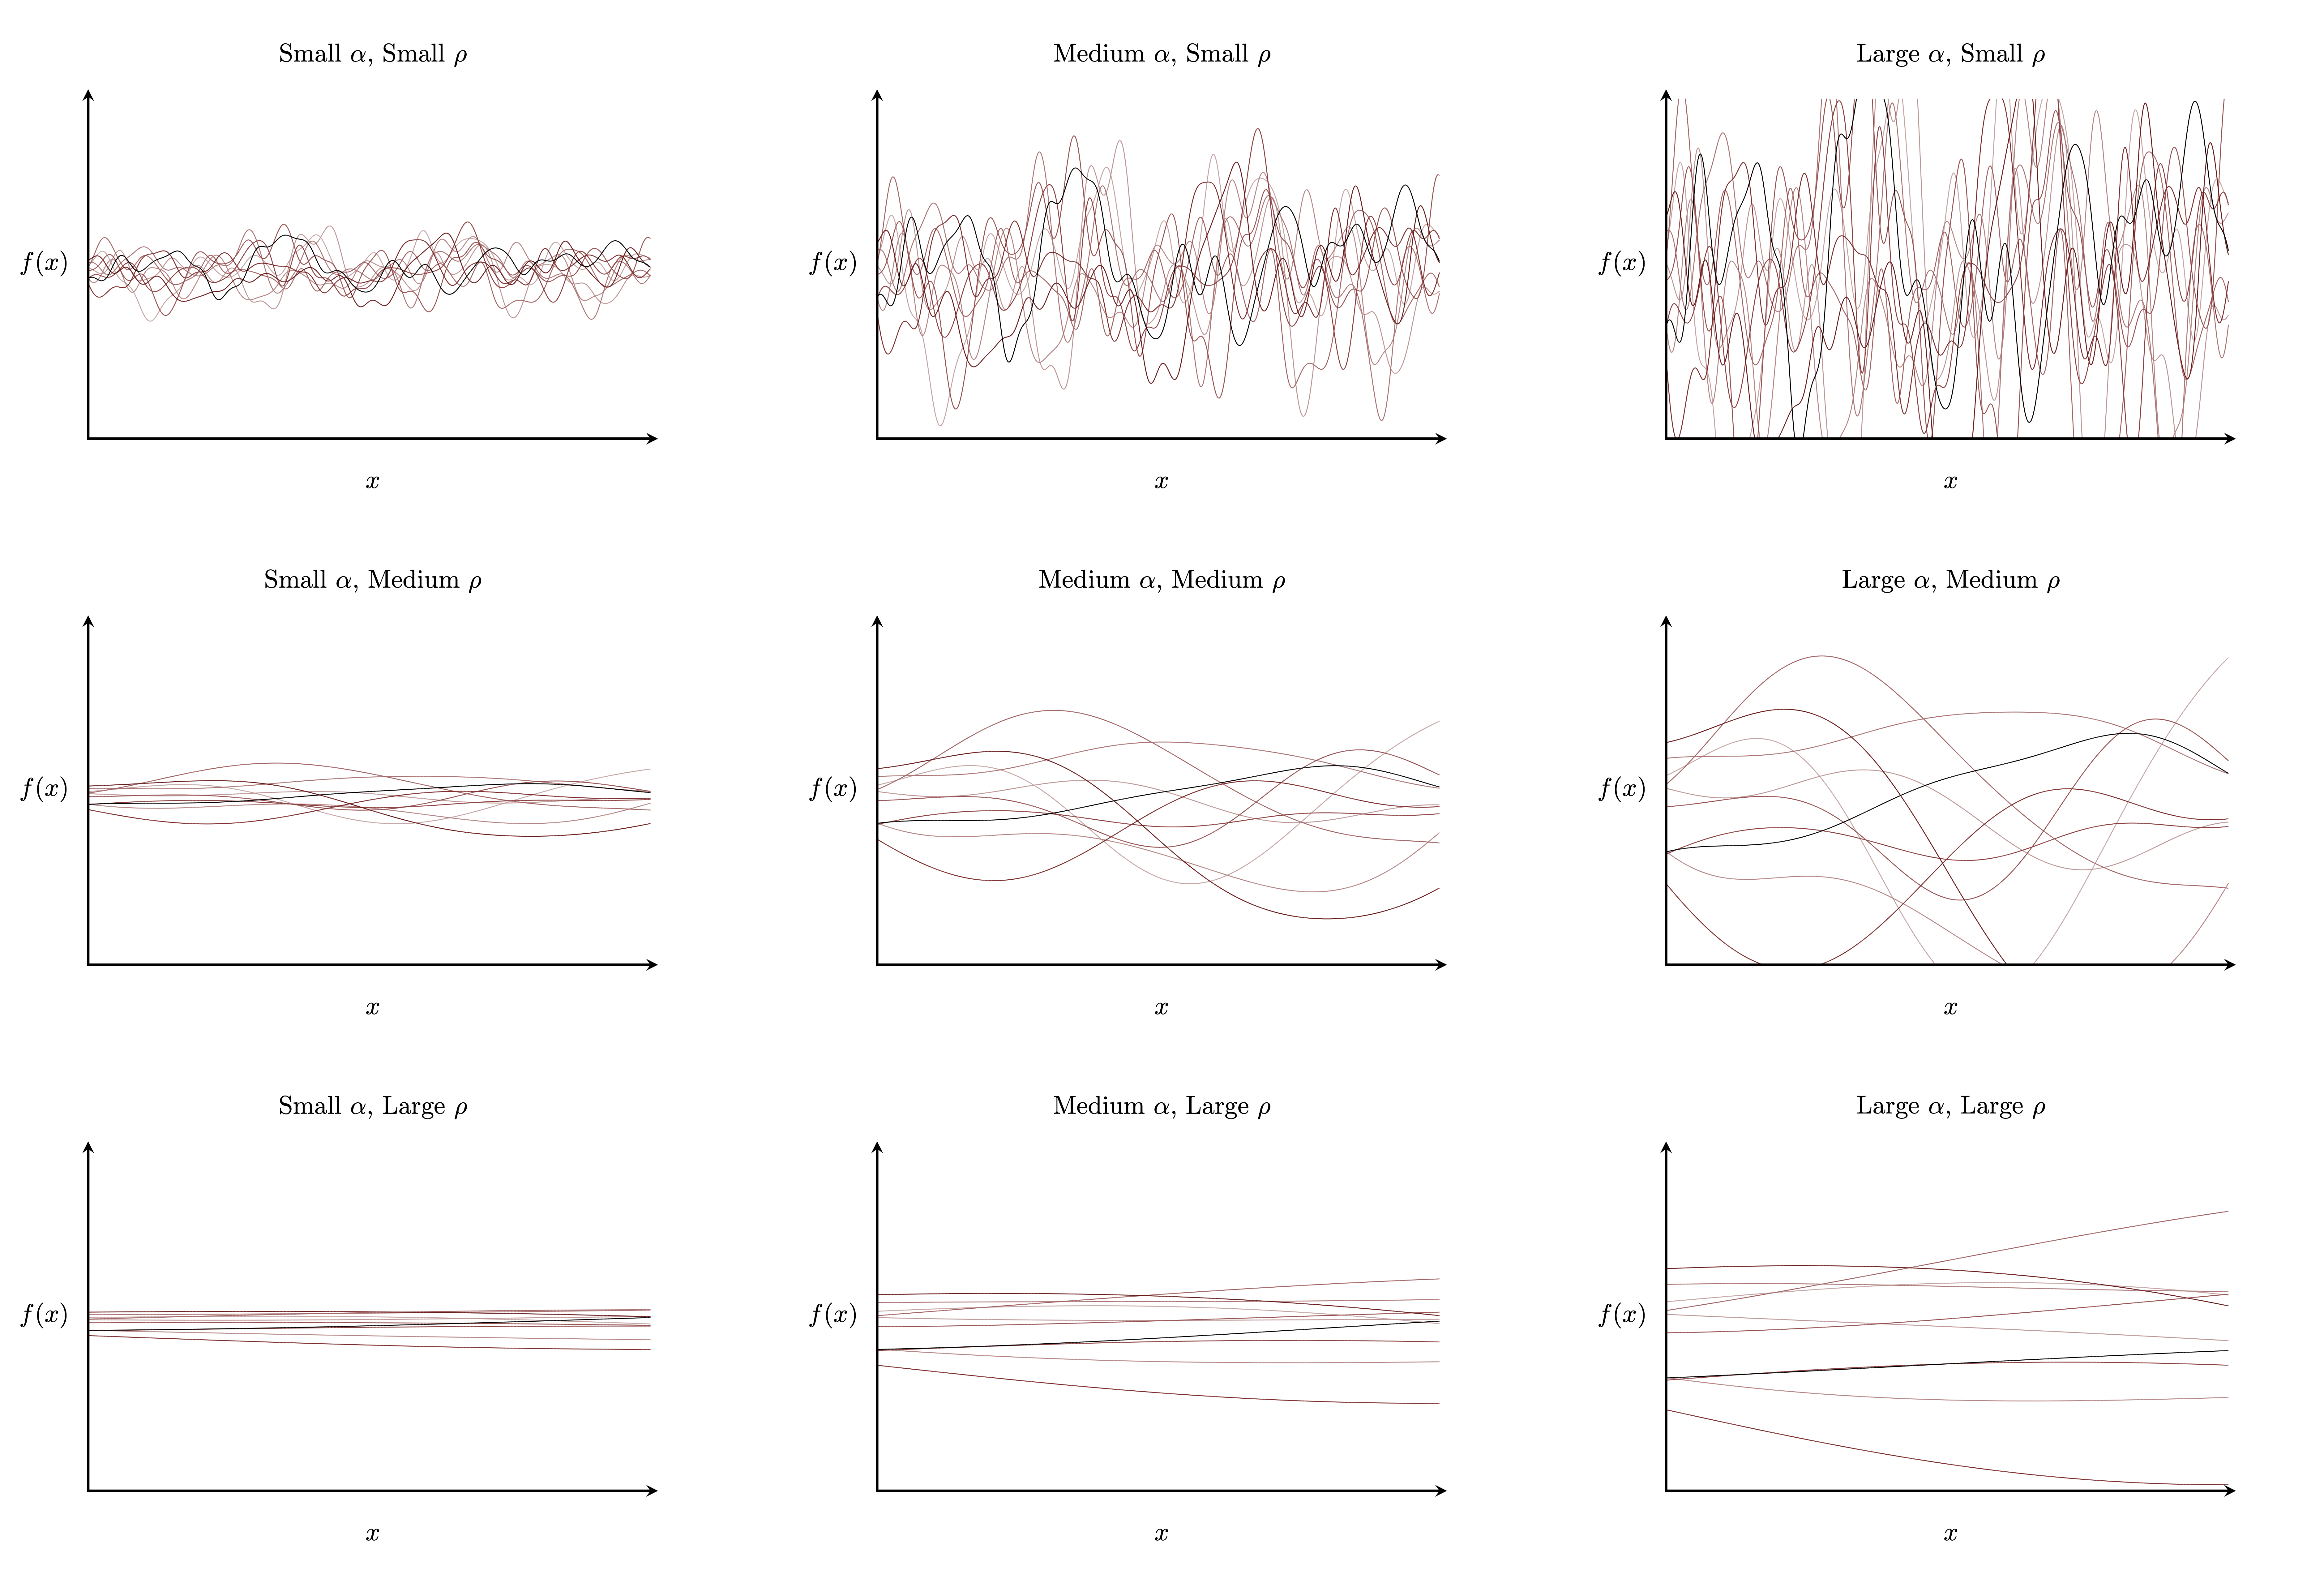 Small α, Small ρ
Medium α, Small ρ
Large α, Small ρ
f(x)
f(x)
f(x)
x
x
x
Small α, Medium ρ
Medium α, Medium ρ
Large α, Medium ρ
f(x)
f(x)
f(x)
x
x
x
Small α, Large ρ
Medium α, Large ρ
Large α, Large ρ
f(x)
f(x)
f(x)
x
x
x